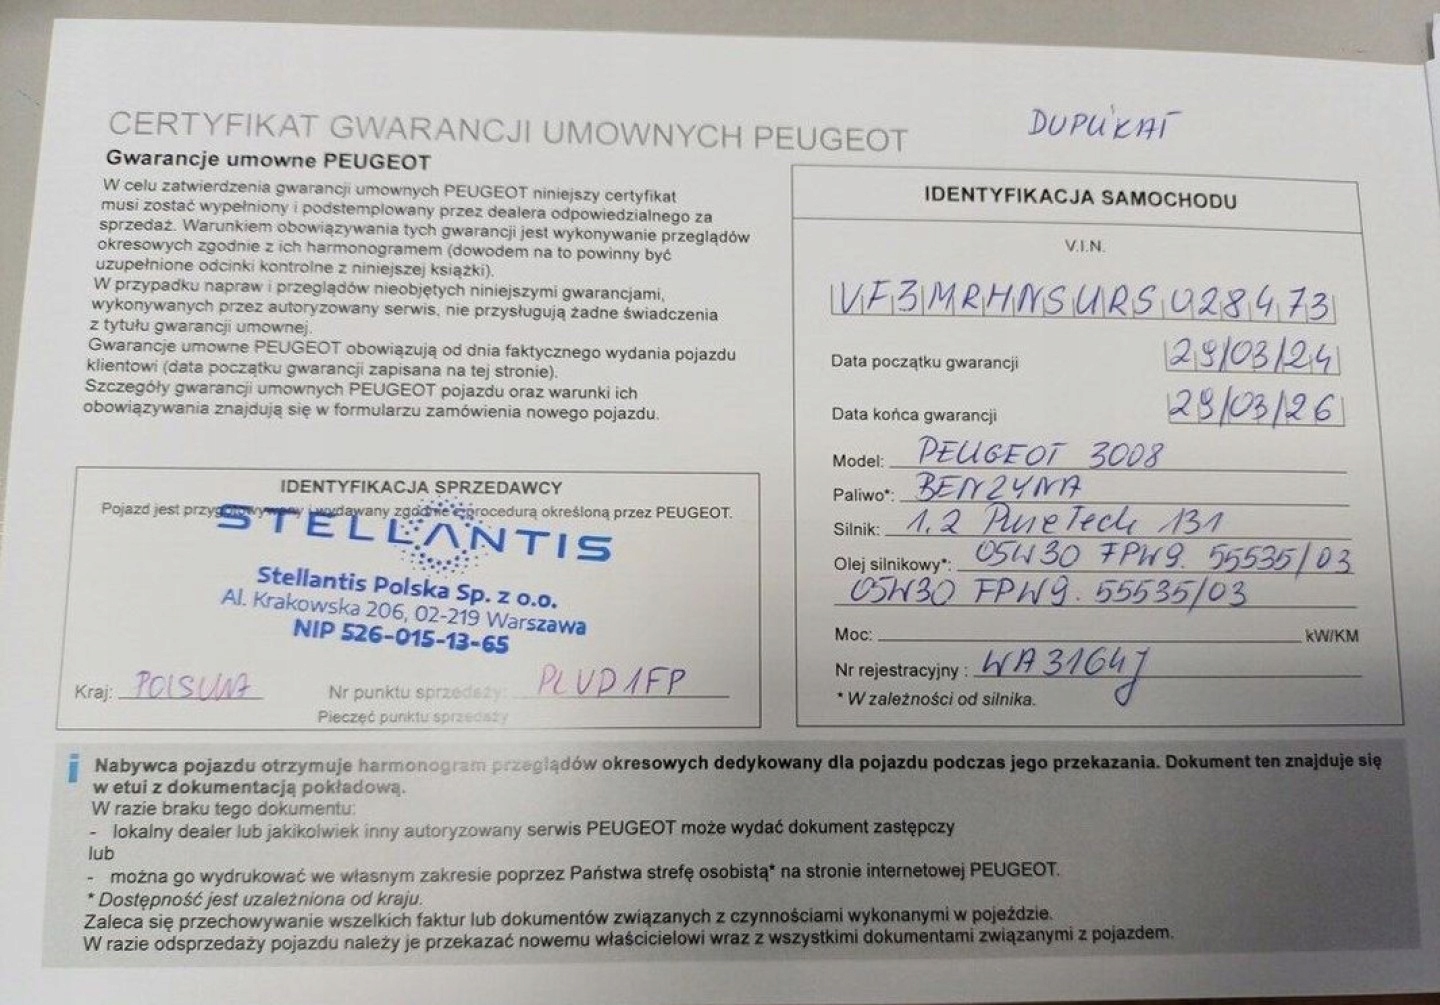 CERTYFIKAT GWARANCJI UMOWNYCH PEUGEOT
DUPLIKAT
Gwarancje umowne PEUGEOT
W celu zatwierdzenia gwarancji umownych PEUGEOT niniejszy certyfikat
musi zostać wypełniony i podstemplowany przez dealera odpowiedzialnego za
sprzedaż. Warunkiem obowiązywania tych gwarancji jest wykonywanie przeglądów
okresowych zgodnie z ich harmonogramem (dowodem na to powinny być
uzupełnione odcinki kontrolne z niniejszej książki).
W przypadku napraw i przeglądów nieobjętych niniejszymi gwarancjami,
wykonywanych przez autoryzowany serwis, nie przysługują żadne świadczenia
z tytułu gwarancji umownej.
Gwarancje umowne PEUGEOT obowiązują od dnia faktycznego wydania pojazdu
klientowi (data początku gwarancji zapisana na tej stronie).
Szczegóły gwarancji umownych PEUGEOT pojazdu oraz warunki ich
obowiązywania znajdują się w formularzu zamówienia nowego pojazdu.
IDENTYFIKACJA SPRZEDAWCY
Pojazd jest przygotowywany i wydawany zgodnie z procedurą określoną przez PEUGEOT.
STELLANTIS
Stellantis Polska Sp. z o.o.
Al. Krakowska 206, 02-219 Warszawa
NIP 526-015-13-65
Kraj: POLSKA Nr punktu sprzedaży: PLVD1FP
Pieczęć punktu sprzedaży
IDENTYFIKACJA SAMOCHODU
V.I.N.
VF3MRHNSURS028473
Data początku gwarancji 29/03/24
Data końca gwarancji 29/03/26
Model: PEUGEOT 3008
Paliwo*: BENZYNA
Silnik: 1.2 PureTech 131
Olej silnikowy*: 05W30 FPW9. 55535/03
05W30 FPW9. 55535/03
Moc: kW/KM
Nr rejestracyjny : WA3164J
* W zależności od silnika.
i Nabywca pojazdu otrzymuje harmonogram przeglądów okresowych dedykowany dla pojazdu podczas jego przekazania. Dokument ten znajduje się
w etui z dokumentacją pokładową.
W razie braku tego dokumentu:
- lokalny dealer lub jakikolwiek inny autoryzowany serwis PEUGEOT może wydać dokument zastępczy
lub
- można go wydrukować we własnym zakresie poprzez Państwa strefę osobistą* na stronie internetowej PEUGEOT.
* Dostępność jest uzależniona od kraju.
Zaleca się przechowywanie wszelkich faktur lub dokumentów związanych z czynnościami wykonanymi w pojeździe.
W razie odsprzedaży pojazdu należy je przekazać nowemu właścicielowi wraz z wszystkimi dokumentami związanymi z pojazdem.